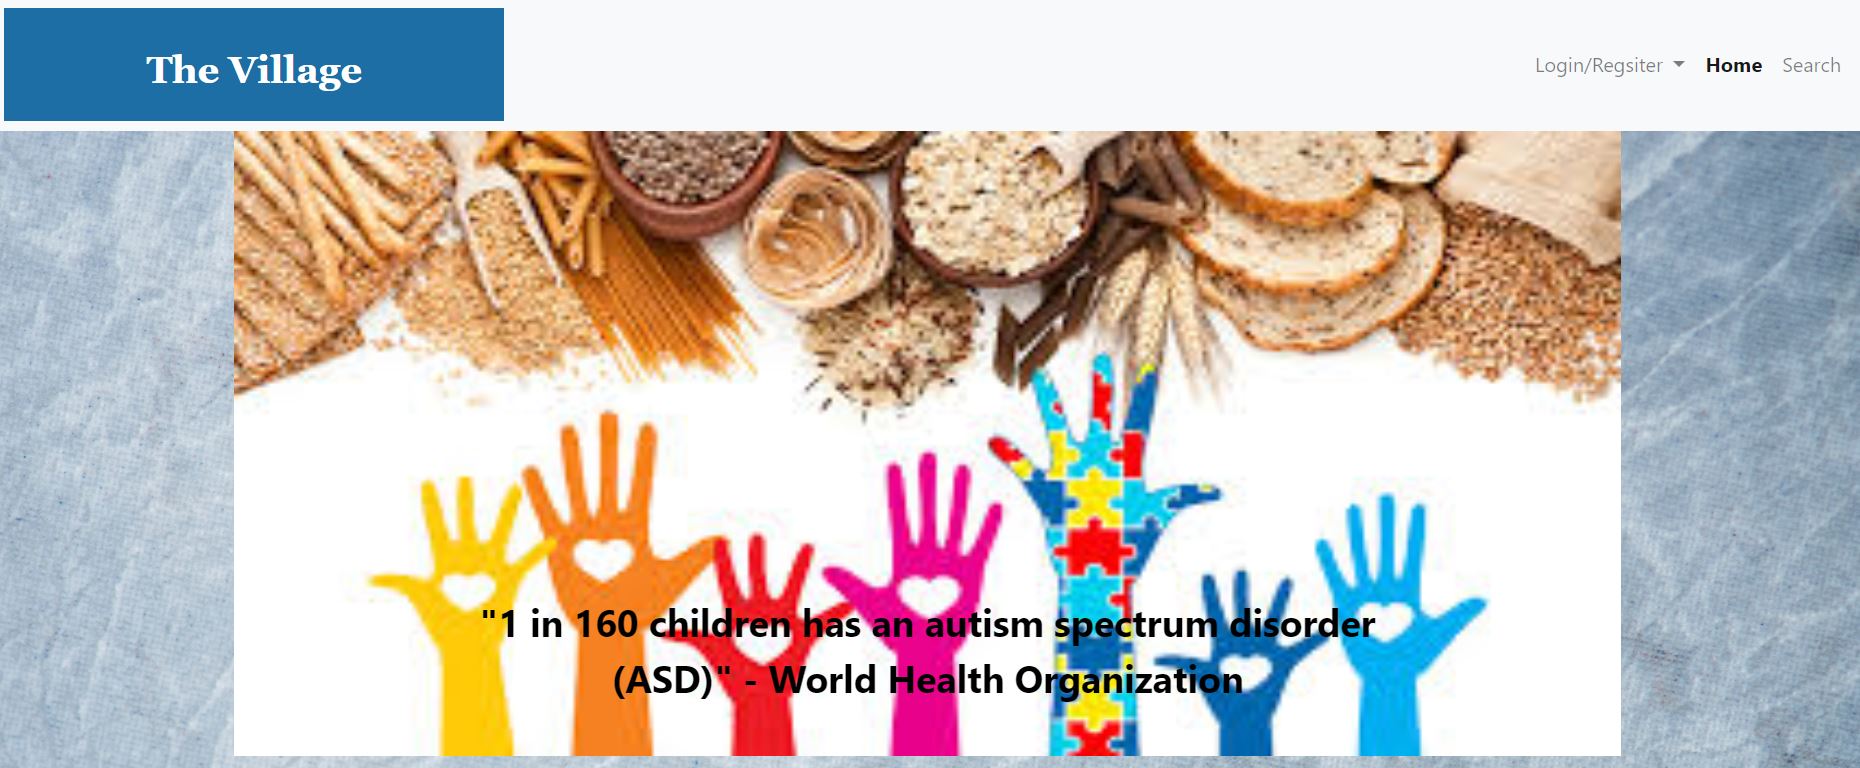 The Village
Login/Regsiter
Home
Search
"1 in 160 children has an autism spectrum disorder
(ASD)" - World Health Organization